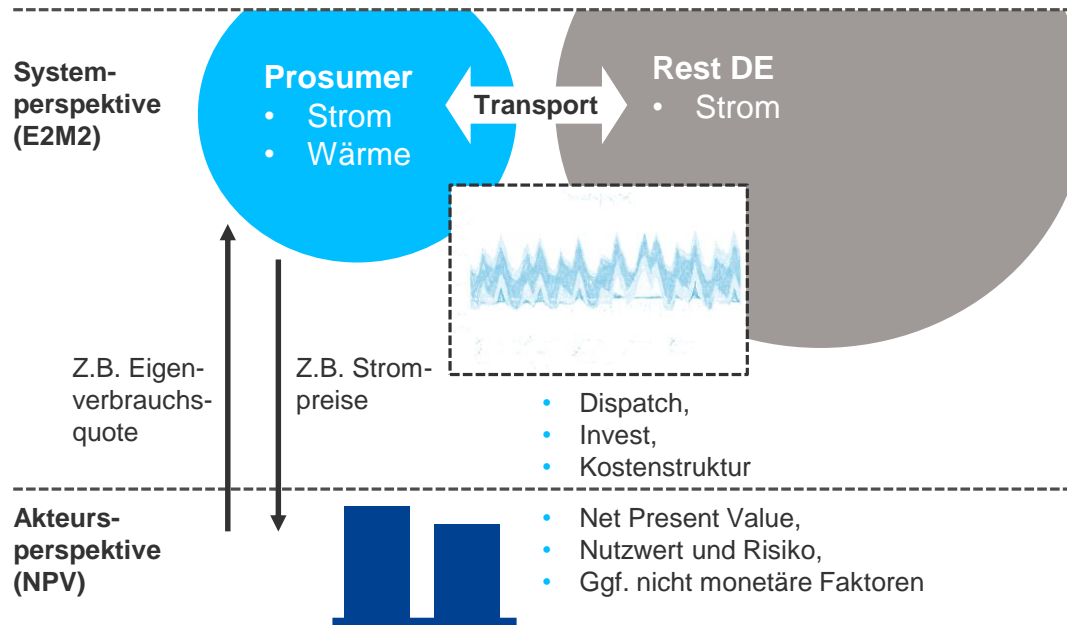 System-
perspektive
(E2M2)
Prosumer
• Strom
• Wärme
Transport
Rest DE
• Strom
Z.B. Eigen-
verbrauchs-
quote
Z.B. Strom-
preise
• Dispatch,
• Invest,
• Kostenstruktur
Akteurs-
perspektive
(NPV)
• Net Present Value,
• Nutzwert und Risiko,
• Ggf. nicht monetäre Faktoren